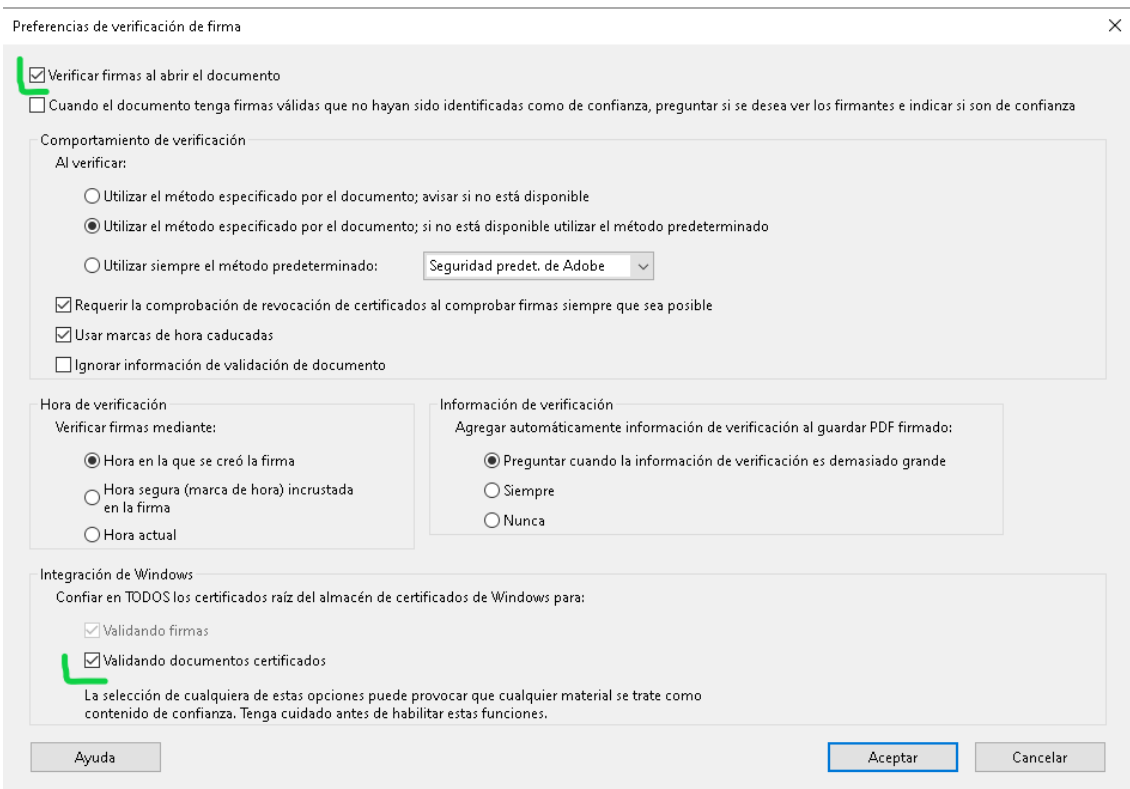 Preferencias de verificación de firma
Verificar firmas al abrir el documento
Cuando el documento tenga firmas válidas que no hayan sido identificadas como de confianza, preguntar si se desea ver los firmantes e indicar si son de confianza
Comportamiento de verificación
Al verificar:
Utilizar el método especificado por el documento; avisar si no está disponible
Utilizar el método especificado por el documento; si no está disponible utilizar el método predeterminado
Utilizar siempre el método predeterminado: Seguridad predet. de Adobe
Requerir la comprobación de revocación de certificados al comprobar firmas siempre que sea posible
Usar marcas de hora caducadas
Ignorar información de validación de documento
Hora de verificación
Verificar firmas mediante:
Hora en la que se creó la firma
Hora segura (marca de hora) incrustada
en la firma
Hora actual
Información de verificación
Agregar automáticamente información de verificación al guardar PDF firmado:
Preguntar cuando la información de verificación es demasiado grande
Siempre
Nunca
Integración de Windows
Confiar en TODOS los certificados raíz del almacén de certificados de Windows para:
Validando firmas
Validando documentos certificados
La selección de cualquiera de estas opciones puede provocar que cualquier material se trate como
contenido de confianza. Tenga cuidado antes de habilitar estas funciones.
Ayuda Aceptar Cancelar